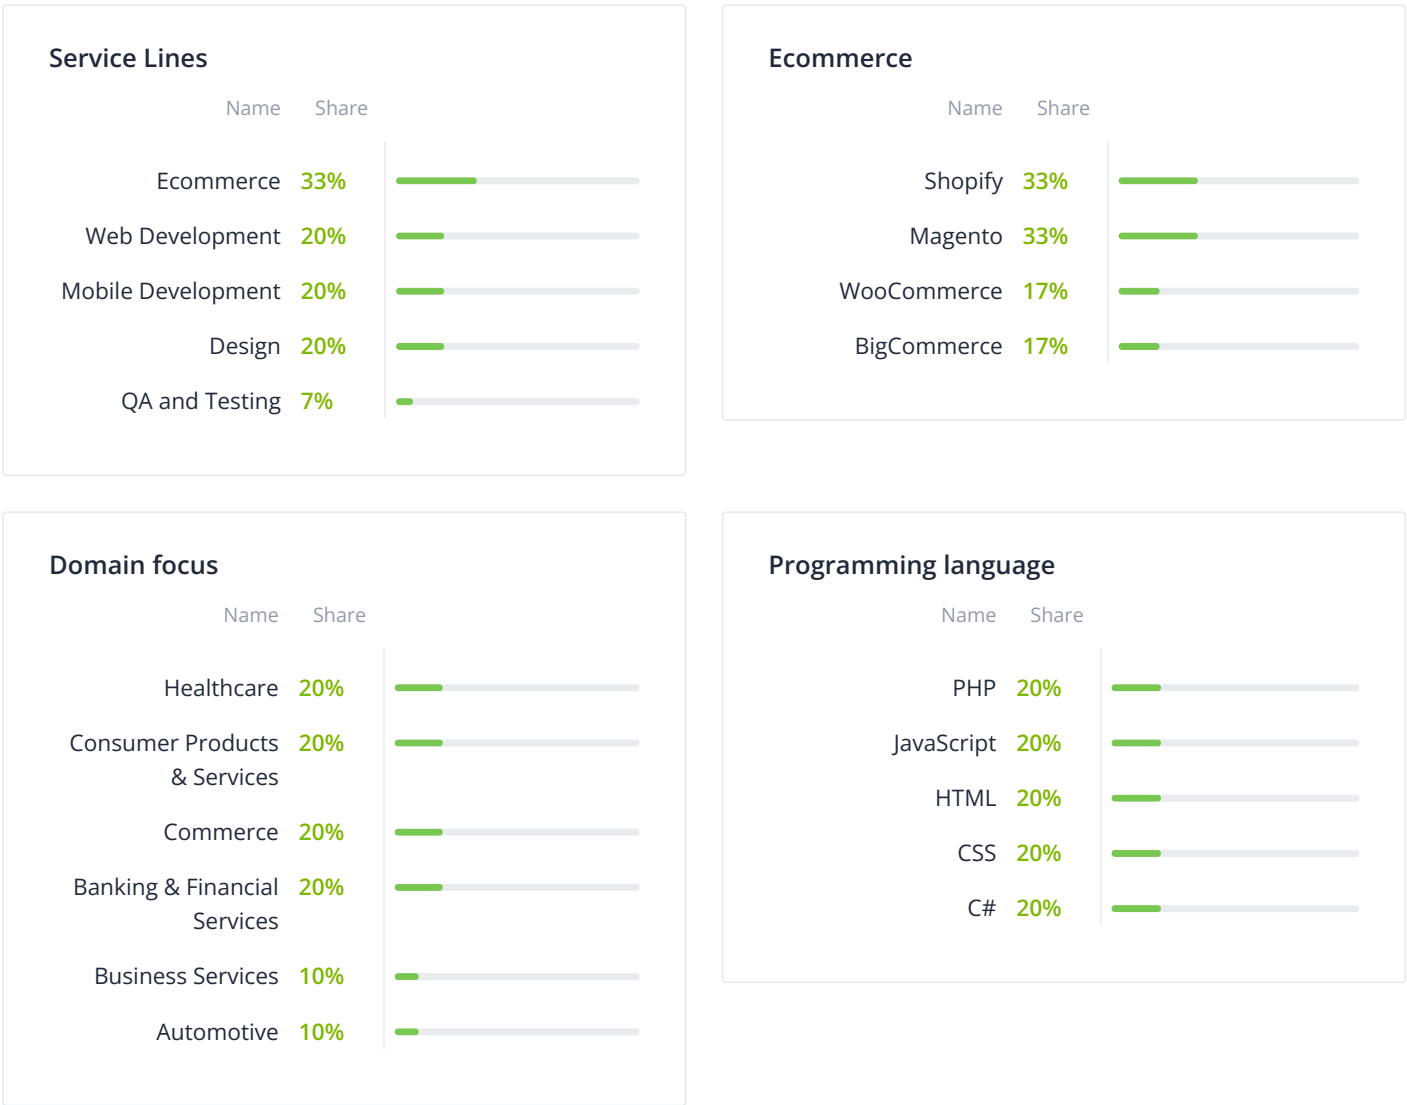 Service Lines
Name Share
Ecommerce 33%
Web Development 20%
Mobile Development 20%
Design 20%
QA and Testing 7%
Ecommerce
Name Share
Shopify 33%
Magento 33%
WooCommerce 17%
BigCommerce 17%
Domain focus
Name Share
Healthcare 20%
Consumer Products 20%
& Services
Commerce 20%
Banking & Financial 20%
Services
Business Services 10%
Automotive 10%
Programming language
Name Share
PHP 20%
JavaScript 20%
HTML 20%
CSS 20%
C# 20%